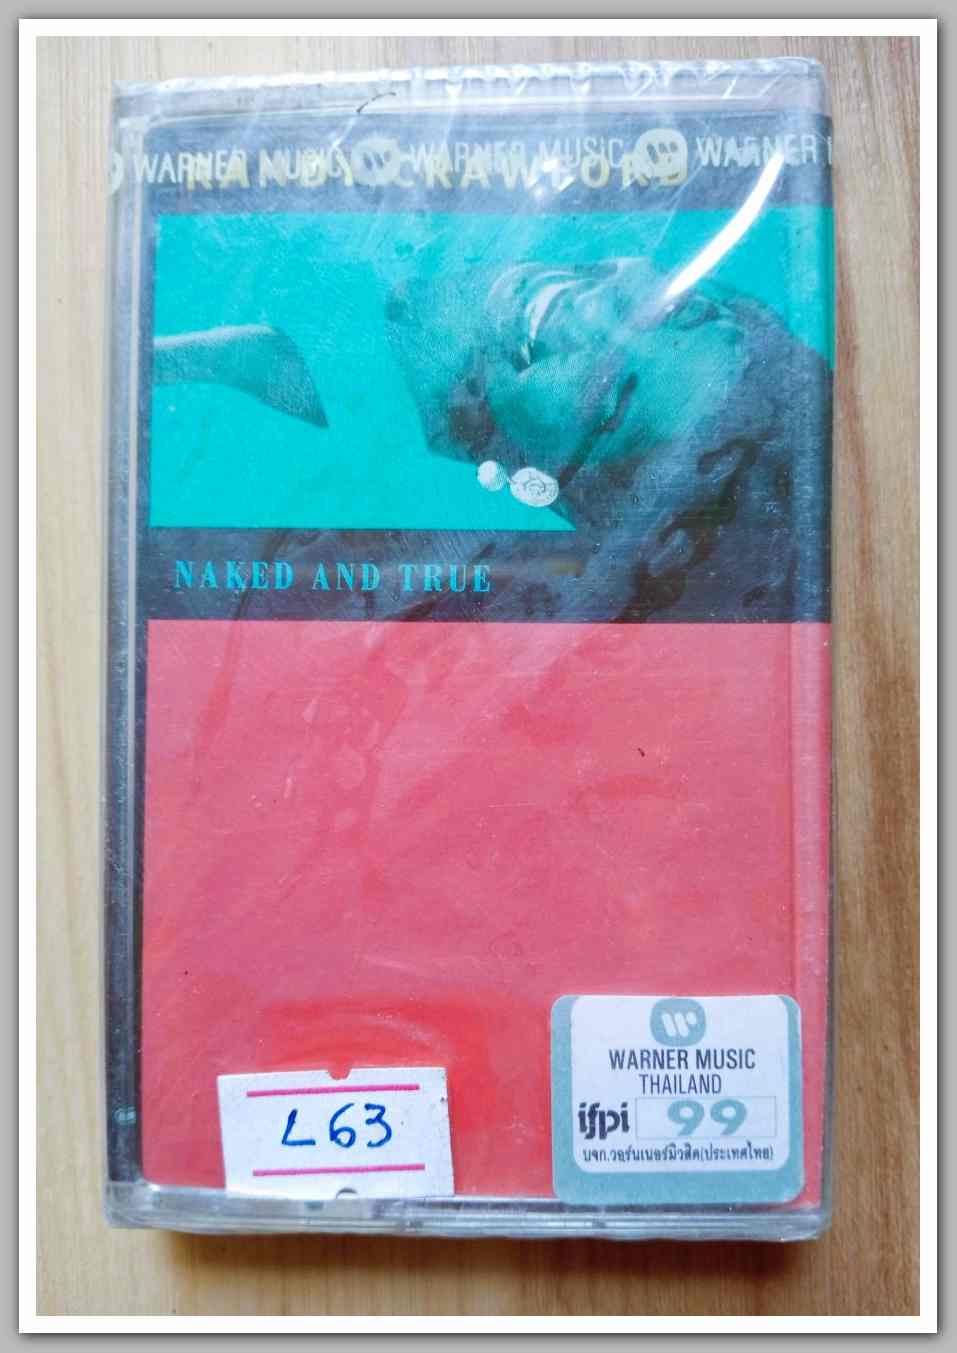 WARNER MUSIC WARNER MUSIC WARNER
RANDY CRAWFORD
NAKED AND TRUE
L63
WARNER MUSIC
THAILAND
ifpi 99
บจก.วอร์นเนอร์มิวสิค(ประเทศไทย)